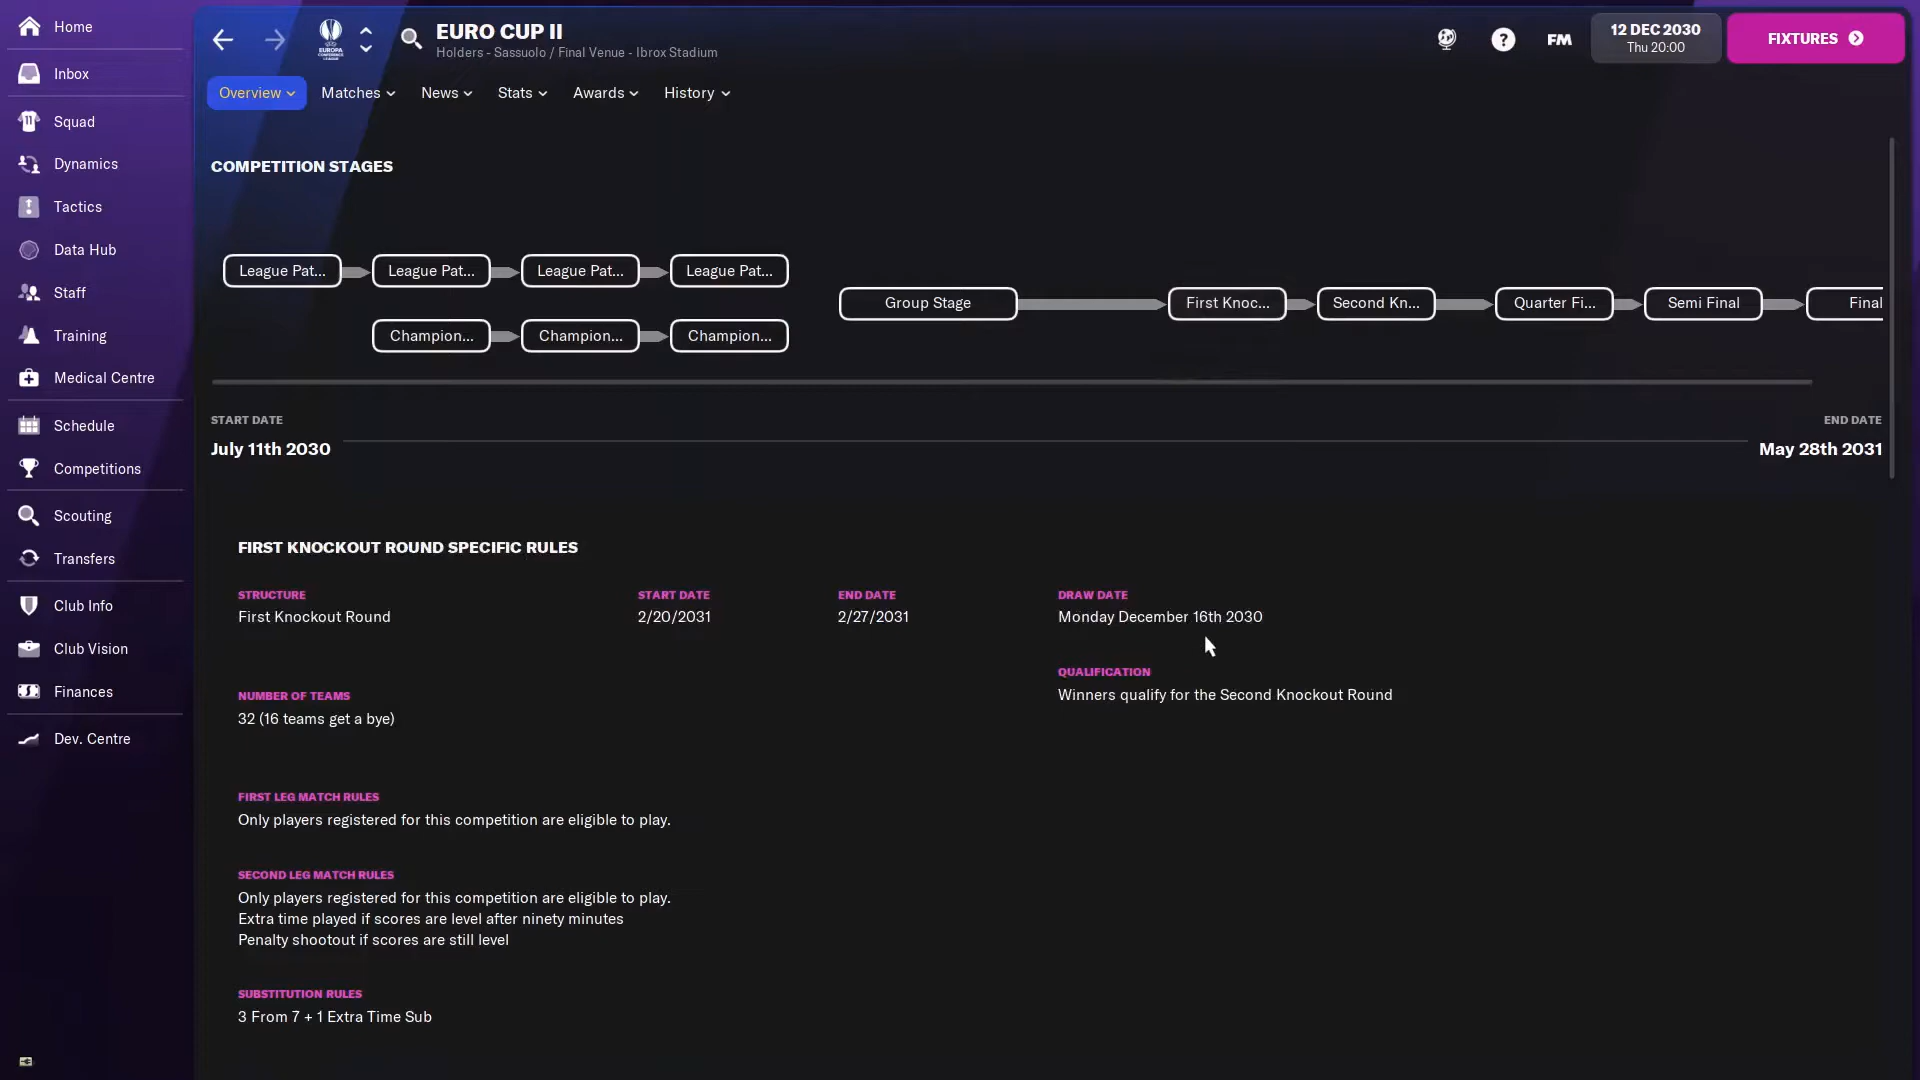 Home
Inbox
Squad
Dynamics
Tactics
Data Hub
Staff
Training
Medical Centre
Schedule
Competitions
Scouting
Transfers
Club Info
Club Vision
Finances
Dev. Centre
EUROPA
EURO CUP II
Holders - Sassuolo / Final Venue - Ibrox Stadium
FM
12 DEC 2030
Thu 20:00
FIXTURES
Overview
Matches
News
Stats
Awards
History
COMPETITION STAGES
League Pat... League Pat... League Pat... League Pat...
Group Stage First Knoc... Second Kn... Quarter Fi... Semi Final Final
Champion... Champion... Champion...
START DATE
END DATE
July 11th 2030
May 28th 2031
FIRST KNOCKOUT ROUND SPECIFIC RULES
STRUCTURE
First Knockout Round
START DATE
2/20/2031
END DATE
2/27/2031
DRAW DATE
Monday December 16th 2030
QUALIFICATION
Winners qualify for the Second Knockout Round
NUMBER OF TEAMS
32 (16 teams get a bye)
FIRST LEG MATCH RULES
Only players registered for this competition are eligible to play.
SECOND LEG MATCH RULES
Only players registered for this competition are eligible to play.
Extra time played if scores are level after ninety minutes
Penalty shootout if scores are still level
SUBSTITUTION RULES
3 From 7 + 1 Extra Time Sub